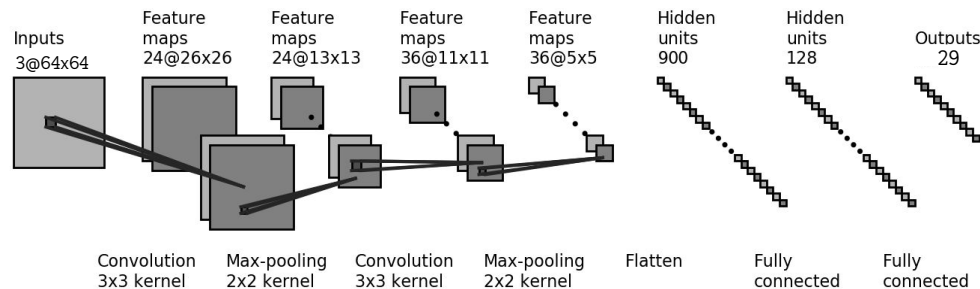 Inputs
3@64x64
Feature
maps
24@26x26
Feature
maps
24@13x13
Feature
maps
36@11x11
Feature
maps
36@5x5
Hidden
units
900
Hidden
units
128
Outputs
29
Convolution
3x3 kernel
Max-pooling
2x2 kernel
Convolution
3x3 kernel
Max-pooling
2x2 kernel
Flatten
Fully
connected
Fully
connected